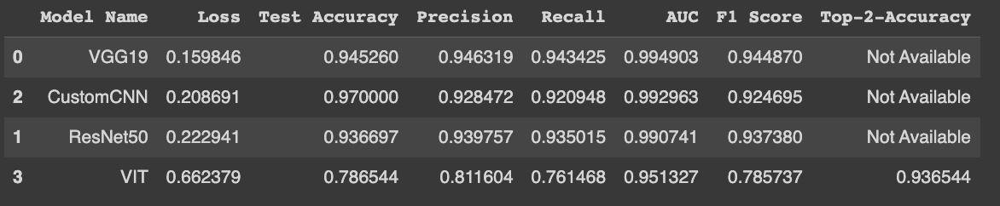 Model Name Loss Test Accuracy Precision Recall AUC F1 Score Top-2-Accuracy
0 VGG19 0.159846 0.945260 0.946319 0.943425 0.994903 0.944870 Not Available
2 CustomCNN 0.208691 0.970000 0.928472 0.920948 0.992963 0.924695 Not Available
1 ResNet50 0.222941 0.936697 0.939757 0.935015 0.990741 0.937380 Not Available
3 VIT 0.662379 0.786544 0.811604 0.761468 0.951327 0.785737 0.936544